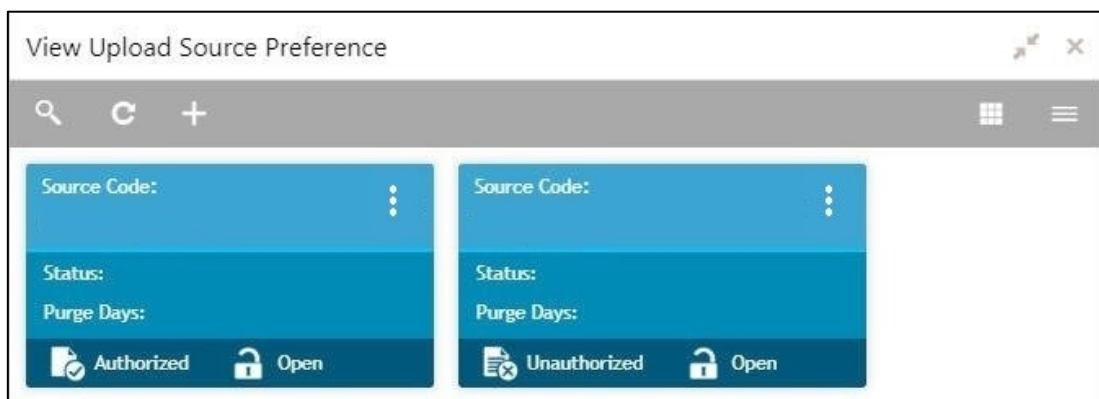 View Upload Source Preference
Source Code:
Status:
Purge Days:
Authorized Open
Source Code:
Status:
Purge Days:
Unauthorized Open